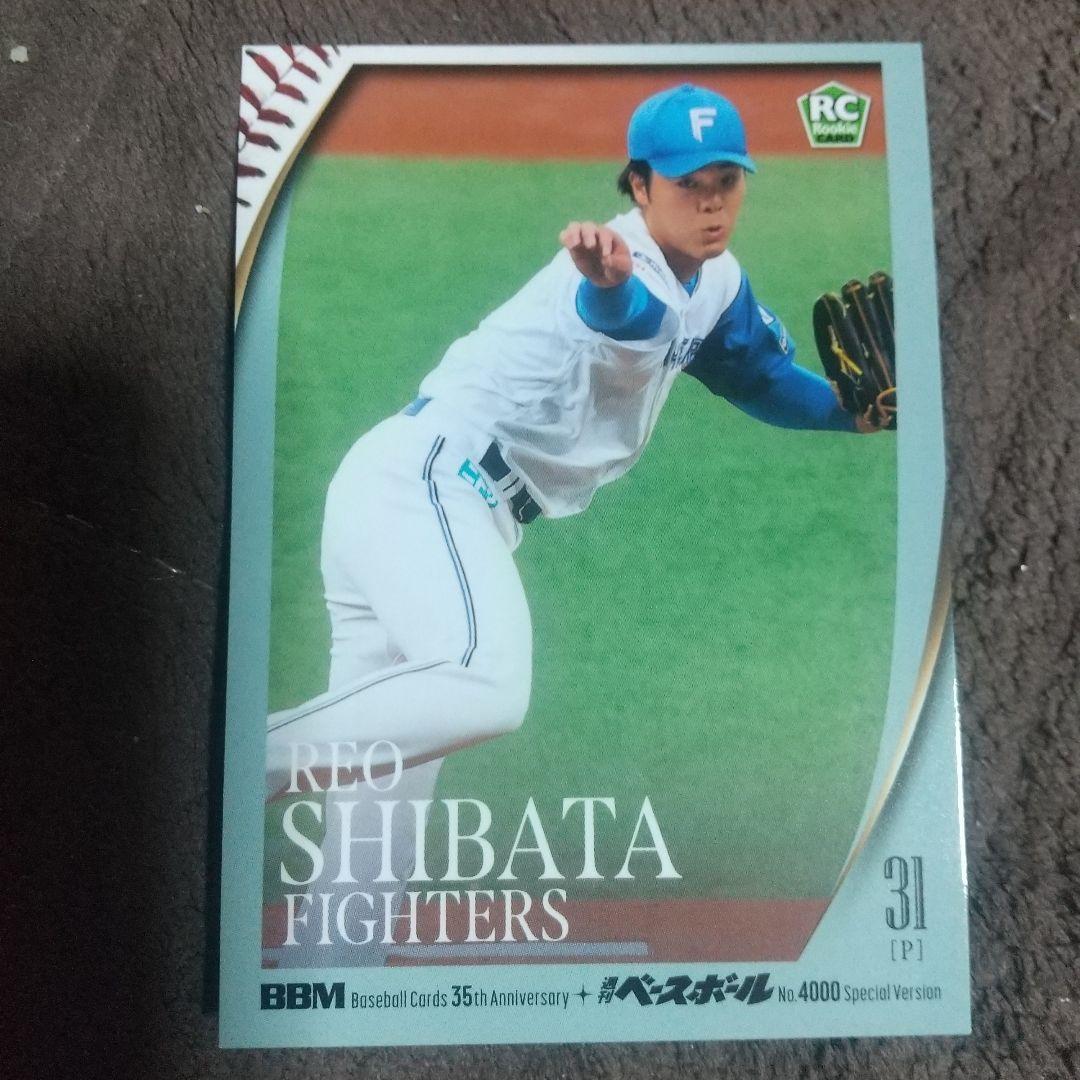 RC
Rookie
CARD
F
REO
SHIBATA
FIGHTERS
31
[P]
BBM Baseball Cards 35th Anniversary + 週刊ベースボール No.4000 Special Version